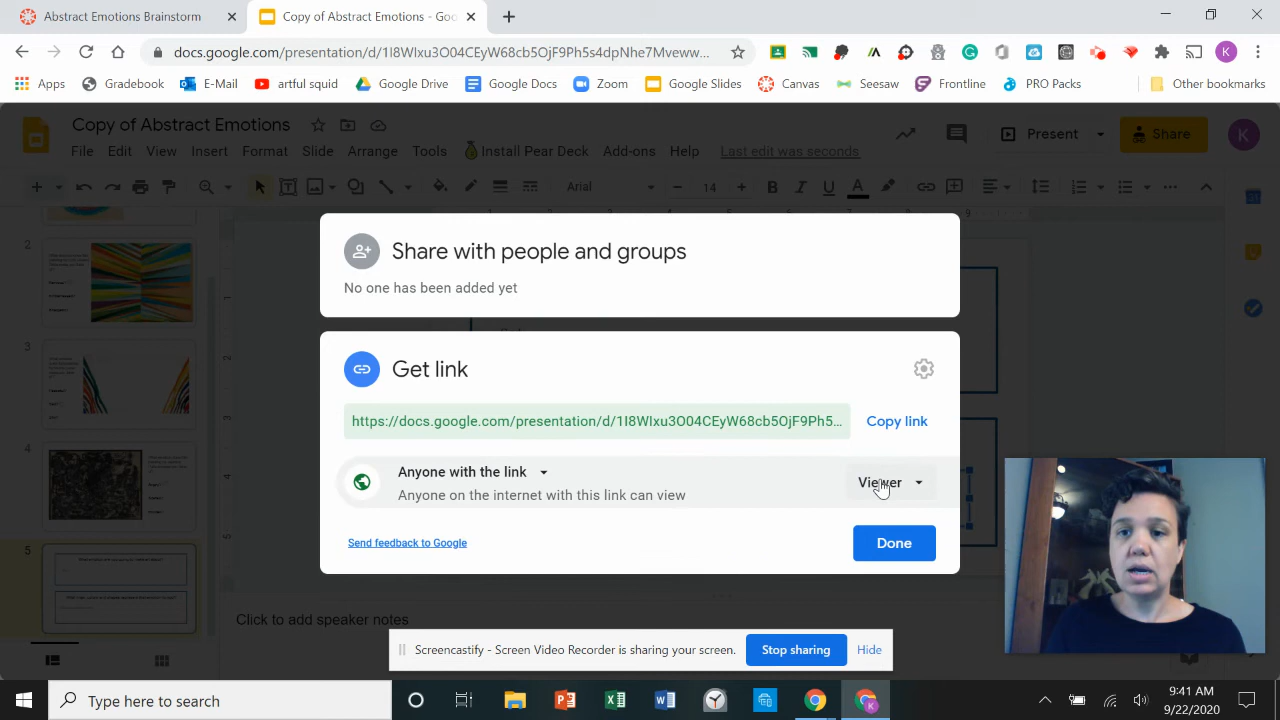 Abstract Emotions Brainstorm
Copy of Abstract Emotions - Goo
docs.google.com/presentation/d/1I8WIxu3O04CEyW68cb5OjF9Ph5s4dpNhe7Mveww...
K
Apps
Gradebook
E-Mail
artful squid
Google Drive
Google Docs
Zoom
Google Slides
Canvas
Seesaw
Frontline
PRO Packs
Other bookmarks
Copy of Abstract Emotions
Present
Share
K
File Edit View Insert Format Slide Arrange Tools Install Pear Deck Add-ons Help Last edit was seconds
Arial
14
B I U A
Share with people and groups
No one has been added yet
Get link
https://docs.google.com/presentation/d/1I8WIxu3O04CEyW68cb5OjF9Ph5...
Copy link
Anyone with the link
Anyone on the internet with this link can view
Viewer
Send feedback to Google
Done
2
3
4
5
Click to add speaker notes
Screencastify - Screen Video Recorder is sharing your screen.
Stop sharing
Hide
Type here to search
9:41 AM
9/22/2020